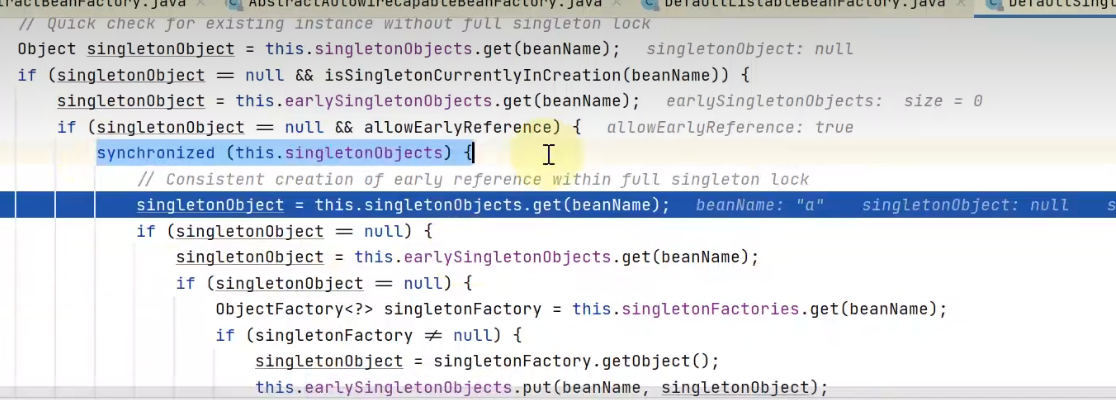 tractBeanFactory.java AbstractAutowireCapableBeanFactory.java DefaultListableBeanFactory.java DefaultSingl
// Quick check for existing instance without full singleton lock
Object singletonObject = this.singletonObjects.get(beanName); singletonObject: null
if (singletonObject == null && isSingletonCurrentlyInCreation(beanName)) {
singletonObject = this.earlySingletonObjects.get(beanName); earlySingletonObjects: size = 0
if (singletonObject == null && allowEarlyReference) { allowEarlyReference: true
synchronized (this.singletonObjects) {
// Consistent creation of early reference within full singleton lock
singletonObject = this.singletonObjects.get(beanName); beanName: "a" singletonObject: null s
if (singletonObject == null) {
singletonObject = this.earlySingletonObjects.get(beanName);
if (singletonObject == null) {
ObjectFactory<?> singletonFactory = this.singletonFactories.get(beanName);
if (singletonFactory ≠ null) {
singletonObject = singletonFactory.getObject();
this.earlySingletonObjects.put(beanName, singletonObject);